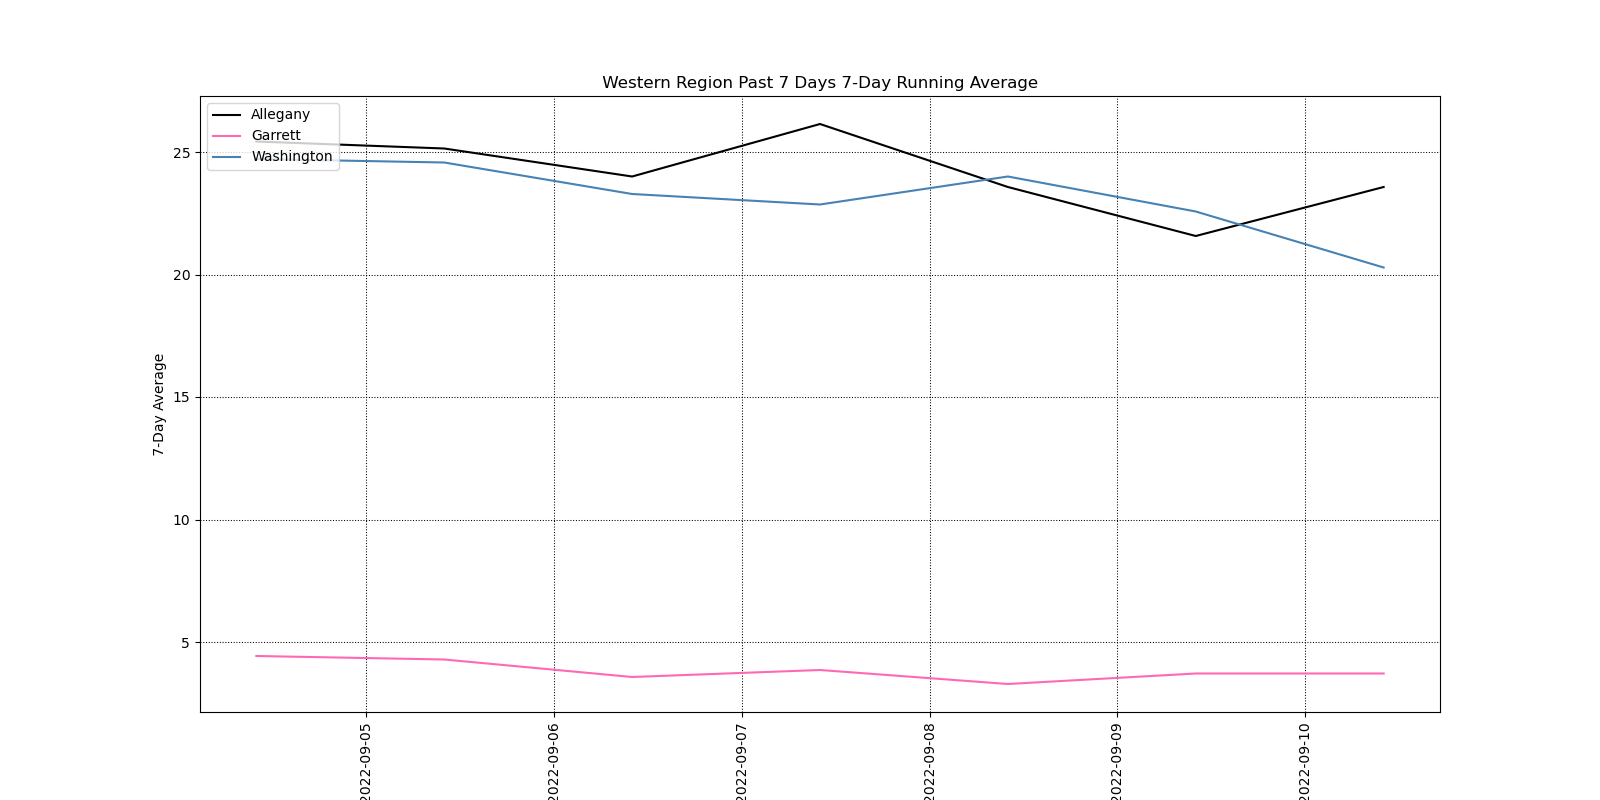 Western Region Past 7 Days 7-Day Running Average
Allegany
Garrett
Washington
7-Day Average
25
20
15
10
5
2022-09-05
2022-09-06
2022-09-07
2022-09-08
2022-09-09
2022-09-10